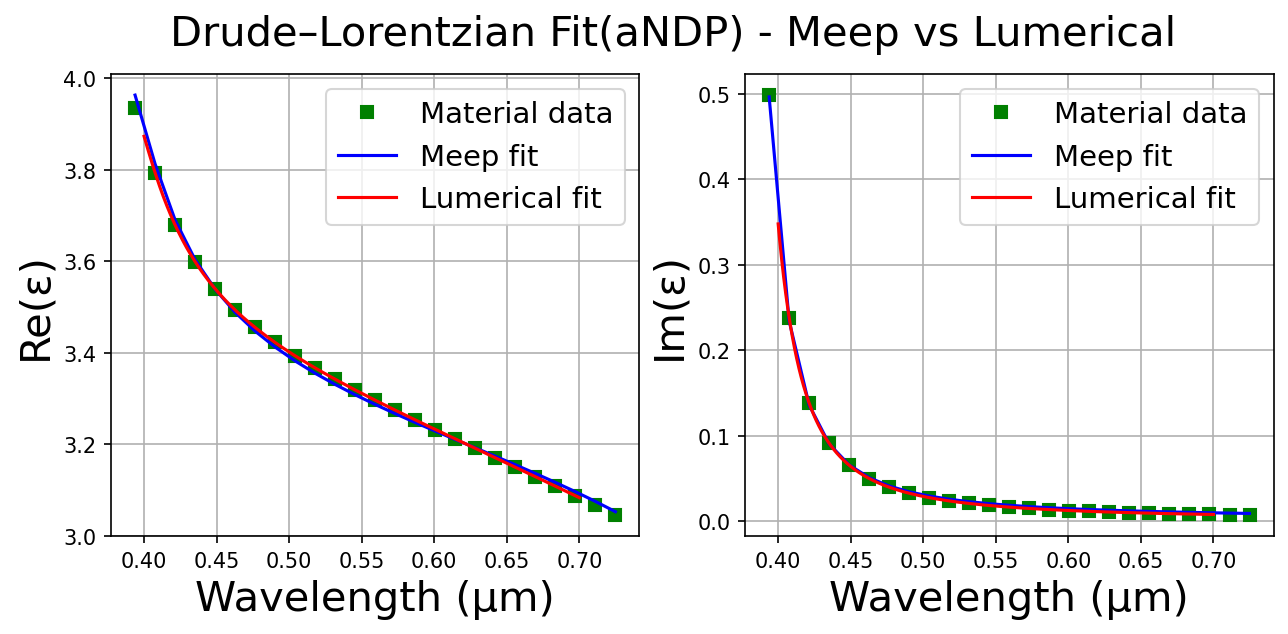 Drude–Lorentzian Fit(aNDP) - Meep vs Lumerical
Re(ε)
4.0
3.8
3.6
3.4
3.2
3.0
0.40 0.45 0.50 0.55 0.60 0.65 0.70
Wavelength (μm)
Material data
Meep fit
Lumerical fit
Im(ε)
0.5
0.4
0.3
0.2
0.1
0.0
0.40 0.45 0.50 0.55 0.60 0.65 0.70
Wavelength (μm)
Material data
Meep fit
Lumerical fit